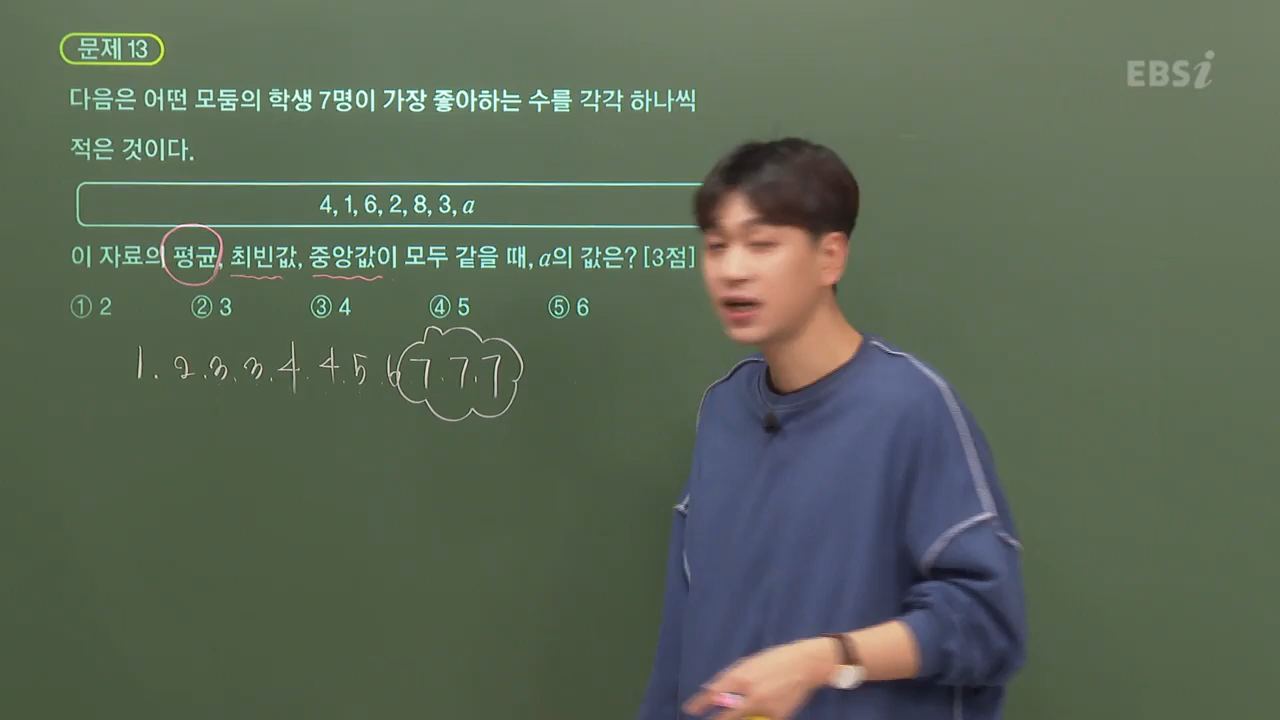 문제 13
EBSi
다음은 어떤 모둠의 학생 7명이 가장 좋아하는 수를 각각 하나씩
적은 것이다.
4, 1, 6, 2, 8, 3, a
이 자료의 평균, 최빈값, 중앙값이 모두 같을 때, a의 값은? [3점]
① 2 ② 3 ③ 4 ④ 5 ⑤ 6
1. 2. 3. 3. 4. 4. 5. 6 7. 7. 7